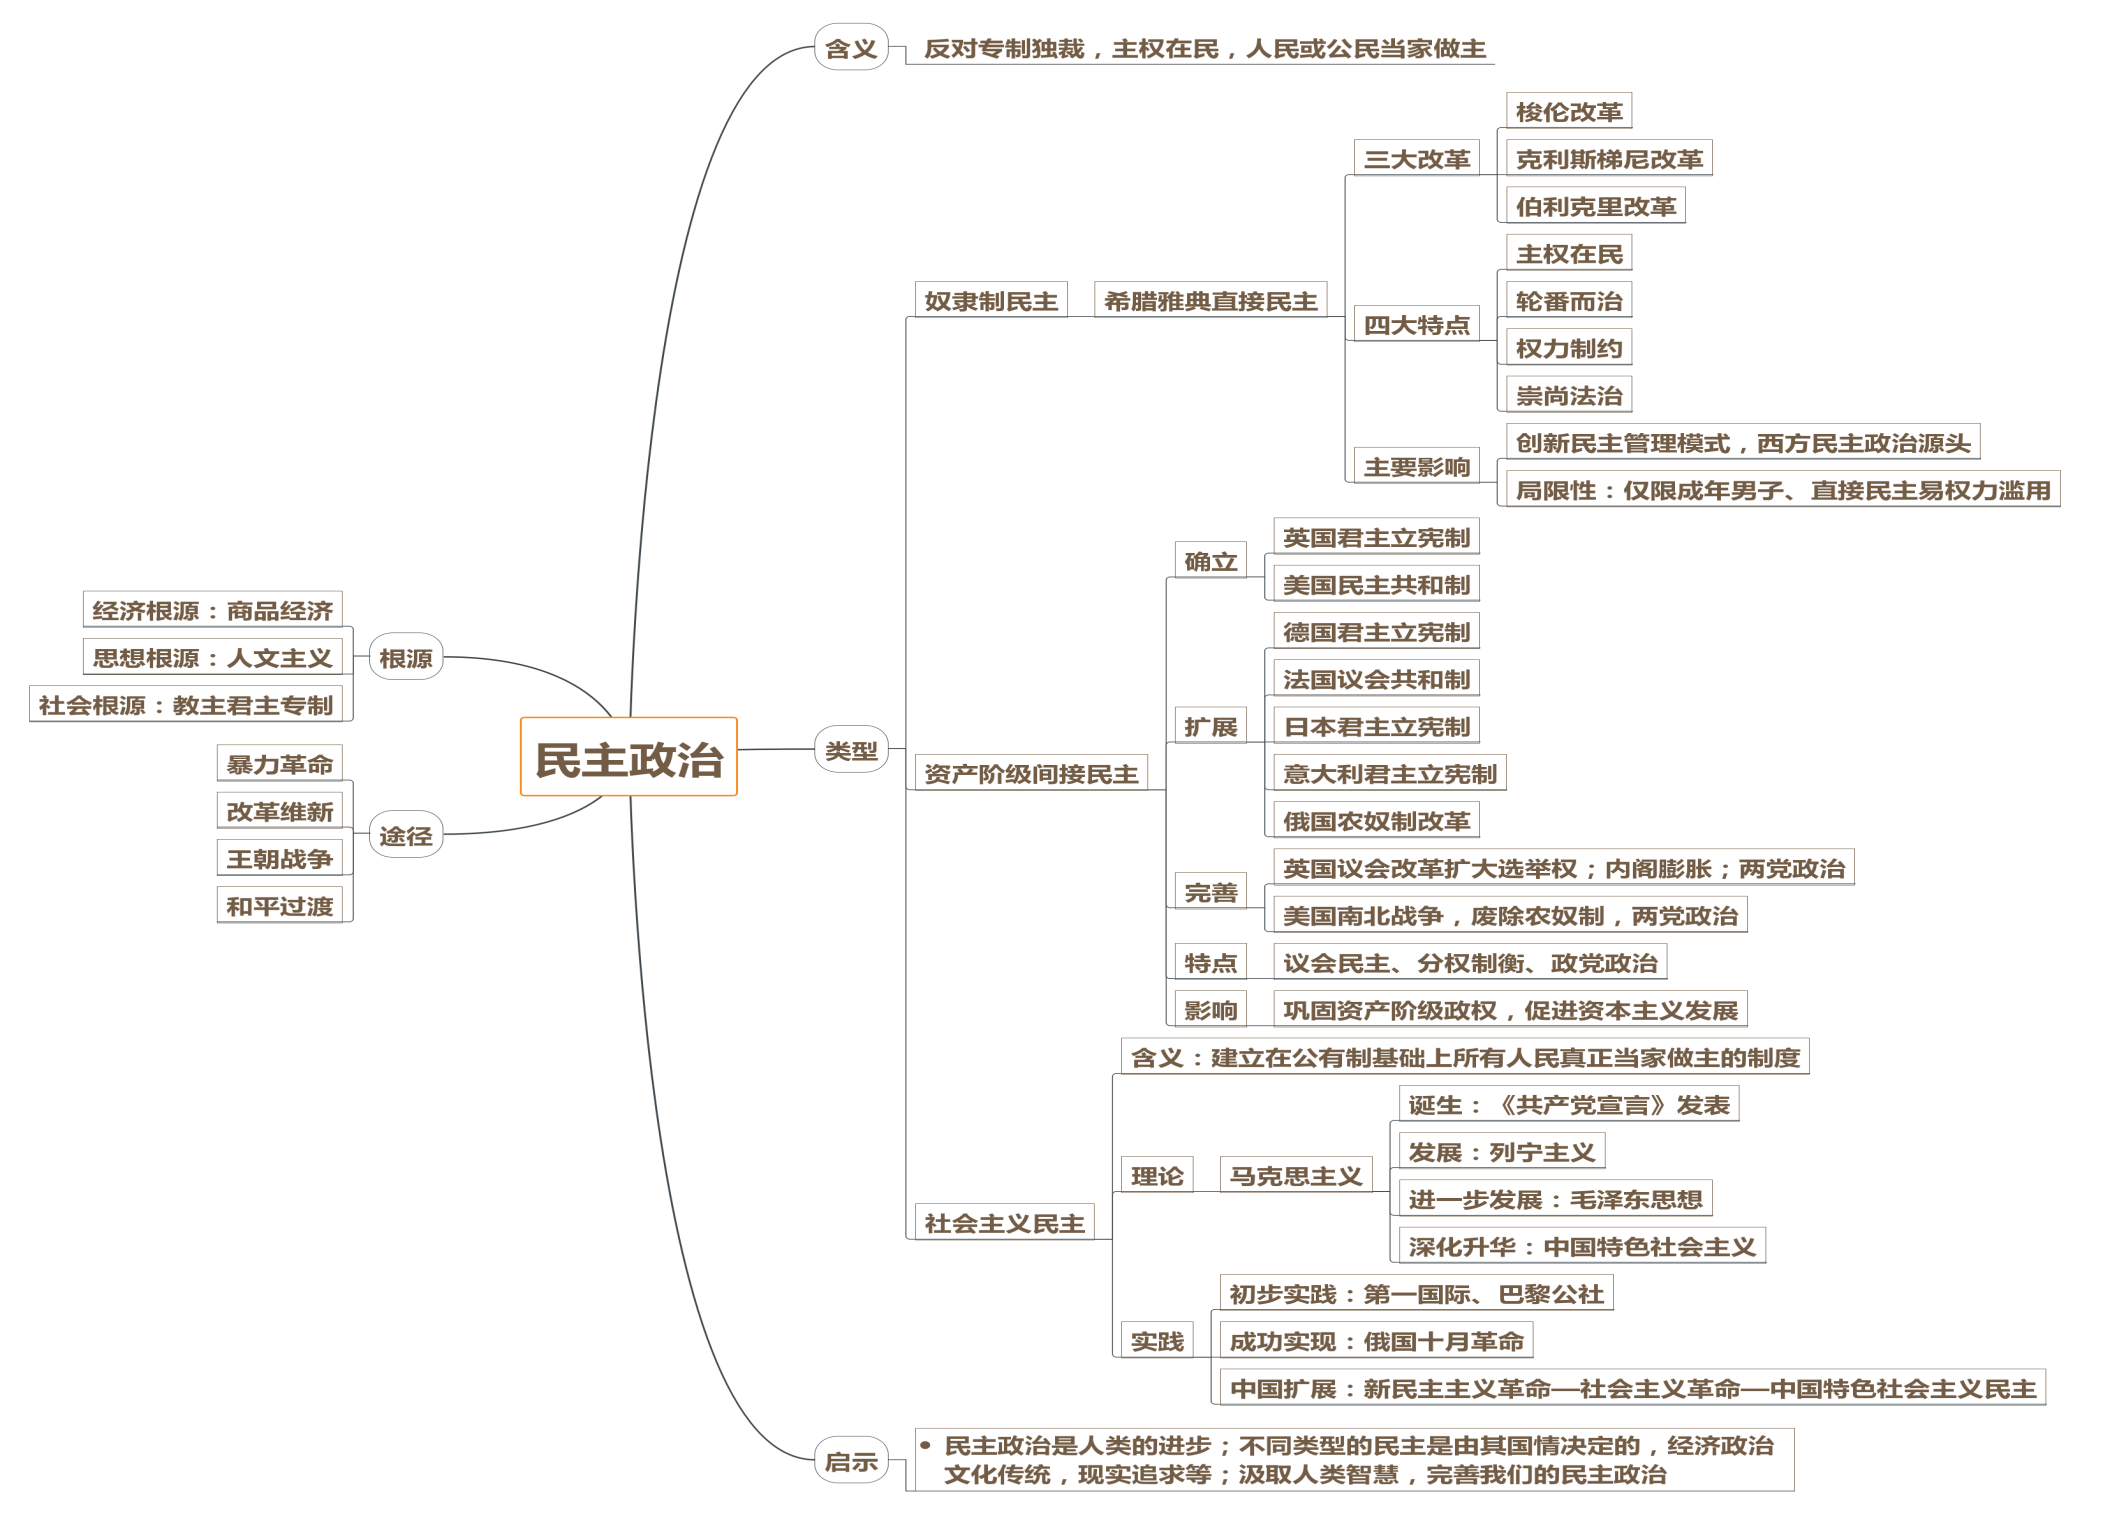 民主政治
含义
反对专制独裁，主权在民，人民或公民当家做主
类型
奴隶制民主
希腊雅典直接民主
三大改革
梭伦改革
克利斯梯尼改革
伯利克里改革
四大特点
主权在民
轮番而治
权力制约
崇尚法治
主要影响
创新民主管理模式，西方民主政治源头
局限性：仅限成年男子、直接民主易权力滥用
资产阶级间接民主
确立
英国君主立宪制
美国民主共和制
扩展
德国君主立宪制
法国议会共和制
日本君主立宪制
意大利君主立宪制
俄国农奴制改革
完善
英国议会改革扩大选举权；内阁膨胀；两党政治
美国南北战争，废除农奴制，两党政治
特点
议会民主、分权制衡、政党政治
影响
巩固资产阶级政权，促进资本主义发展
社会主义民主
含义：建立在公有制基础上所有人民真正当家做主的制度
理论
马克思主义
诞生：《共产党宣言》发表
发展：列宁主义
进一步发展：毛泽东思想
深化升华：中国特色社会主义
实践
初步实践：第一国际、巴黎公社
成功实现：俄国十月革命
中国扩展：新民主主义革命—社会主义革命—中国特色社会主义民主
启示
• 民主政治是人类的进步；不同类型的民主是由其国情决定的，经济政治
文化传统，现实追求等；汲取人类智慧，完善我们的民主政治
根源
经济根源：商品经济
思想根源：人文主义
社会根源：教主君主专制
途径
暴力革命
改革维新
王朝战争
和平过渡